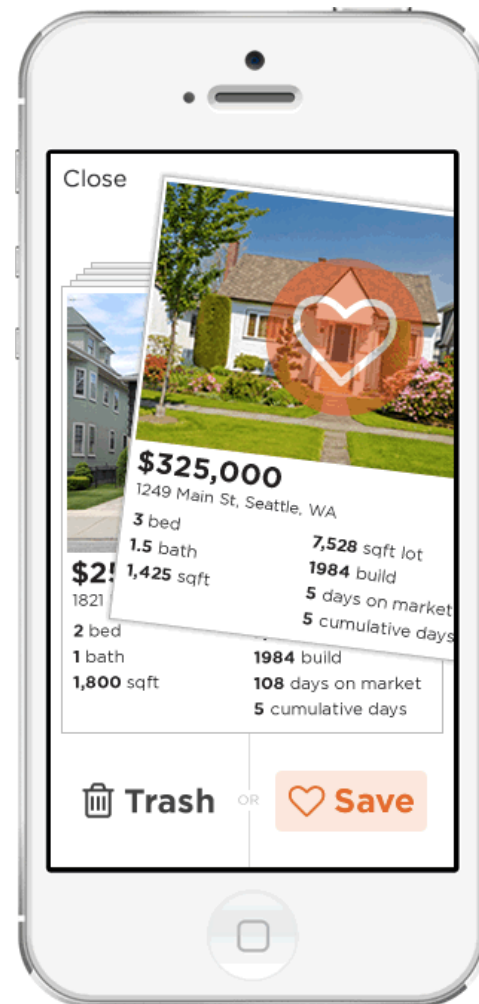 Close
$325,000
1249 Main St, Seattle, WA
3 bed
1.5 bath
1,425 sqft
7,528 sqft lot
1984 build
5 days on market
5 cumulative days
1821
2 bed
1 bath
1,800 sqft
1984 build
108 days on market
5 cumulative days
Trash
OR
Save